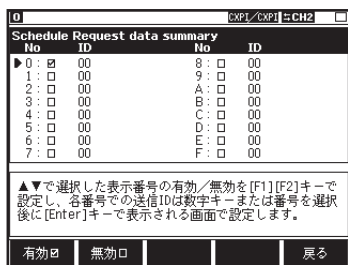 0 CXPI/CXPI ⇆CH2
Schedule Request data summary
No ID No ID
▶0: ☑ 00 8: □ 00
1: □ 00 9: □ 00
2: □ 00 A: □ 00
3: □ 00 B: □ 00
4: □ 00 C: □ 00
5: □ 00 D: □ 00
6: □ 00 E: □ 00
7: □ 00 F: □ 00
▲▼で選択した表示番号の有効／無効を[F1][F2]キーで
設定し、各番号での送信IDは数字キーまたは番号を選択
後に[Enter]キーで表示される画面で設定します。
有効☑ 無効□ 戻る